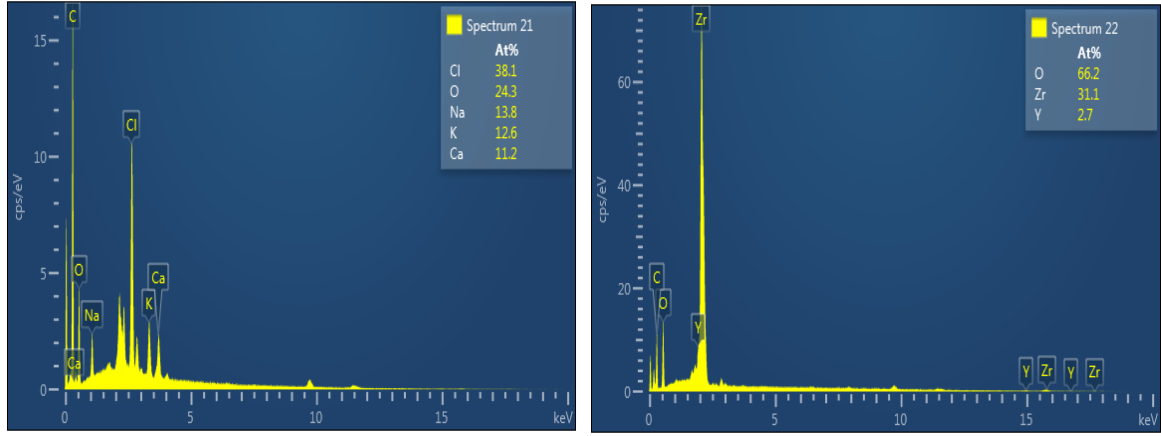 C
Spectrum 21
At%
Cl 38.1
O 24.3
Na 13.8
K 12.6
Ca 11.2
15
Cl
10
cps/eV
O
Ca
5
Na
K
Ca
0
0 5 10 15 keV
Zr
Spectrum 22
At%
O 66.2
Zr 31.1
Y 2.7
60
40
cps/eV
C
O
20
Y
Y Zr Y Zr
0
0 5 10 15 keV